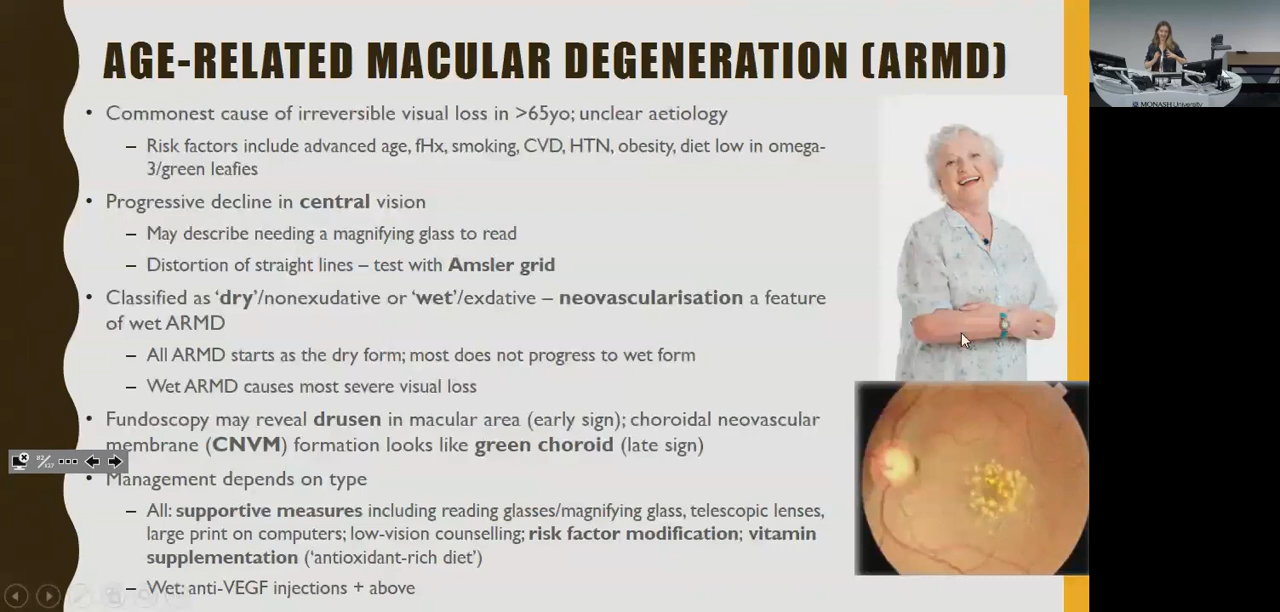 AGE-RELATED MACULAR DEGENERATION (ARMD)
• Commonest cause of irreversible visual loss in >65yo; unclear aetiology
– Risk factors include advanced age, fHx, smoking, CVD, HTN, obesity, diet low in omega-
3/green leafies
• Progressive decline in central vision
– May describe needing a magnifying glass to read
– Distortion of straight lines – test with Amsler grid
• Classified as ‘dry’/nonexudative or ‘wet’/exdative – neovascularisation a feature
of wet ARMD
– All ARMD starts as the dry form; most does not progress to wet form
– Wet ARMD causes most severe visual loss
• Fundoscopy may reveal drusen in macular area (early sign); choroidal neovascular
membrane (CNVM) formation looks like green choroid (late sign)
• Management depends on type
– All: supportive measures including reading glasses/magnifying glass, telescopic lenses,
large print on computers; low-vision counselling; risk factor modification; vitamin
supplementation (‘antioxidant-rich diet’)
– Wet: anti-VEGF injections + above
MONASH University